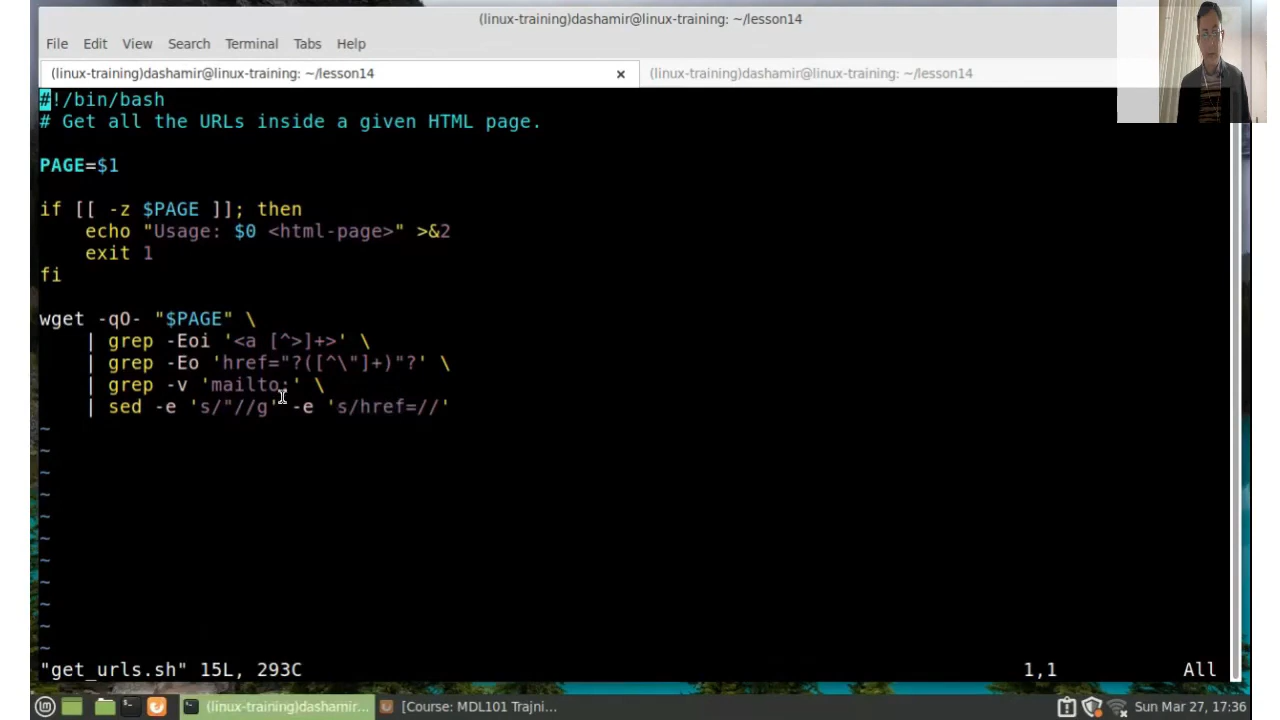 (linux-training)dashamir@linux-training: ~/lesson14
File Edit View Search Terminal Tabs Help
(linux-training)dashamir@linux-training: ~/lesson14 × (linux-training)dashamir@linux-training: ~/lesson14
#!/bin/bash
# Get all the URLs inside a given HTML page.
PAGE=$1
if [[ -z $PAGE ]]; then
    echo "Usage: $0 <html-page>" >&2
    exit 1
fi
wget -qO- "$PAGE" \
    | grep -Eoi '<a [^>]+>' \
    | grep -Eo 'href="?([^\"]+)"?' \
    | grep -v 'mailto:' \
    | sed -e 's/"//g' -e 's/href=//'
~
~
~
~
~
~
~
~
~
~
~
"get_urls.sh" 15L, 293C 1,1 All
(linux-training)dashamir... [Course: MDL101 Trajni... Sun Mar 27, 17:36